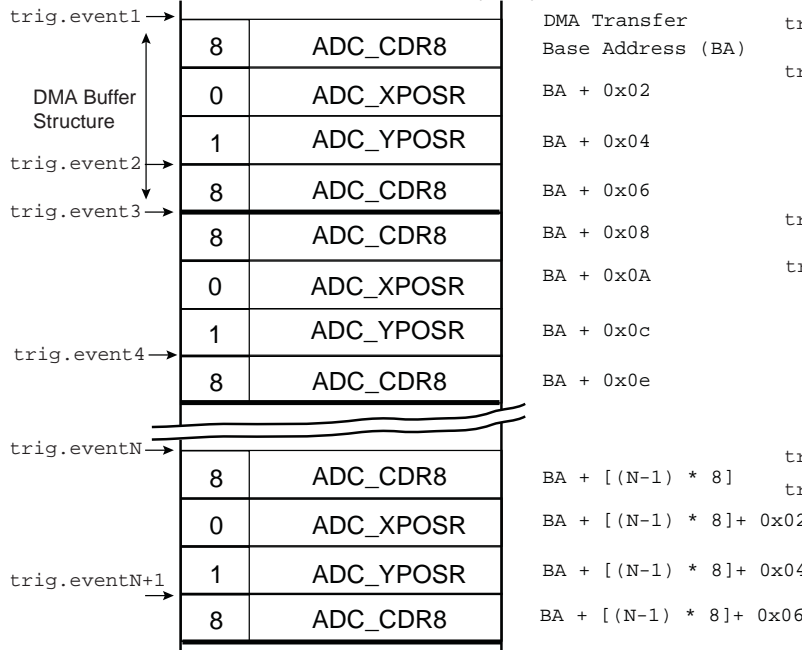 trig.event1
DMA Transfer
8 ADC_CDR8 Base Address (BA)
DMA Buffer
Structure
0 ADC_XPOSR BA + 0x02
1 ADC_YPOSR BA + 0x04
trig.event2
8 ADC_CDR8 BA + 0x06
trig.event3
8 ADC_CDR8 BA + 0x08
0 ADC_XPOSR BA + 0x0A
1 ADC_YPOSR BA + 0x0c
trig.event4
8 ADC_CDR8 BA + 0x0e
trig.eventN
8 ADC_CDR8 BA + [(N-1) * 8]
0 ADC_XPOSR BA + [(N-1) * 8]+ 0x02
1 ADC_YPOSR BA + [(N-1) * 8]+ 0x04
trig.eventN+1
8 ADC_CDR8 BA + [(N-1) * 8]+ 0x06